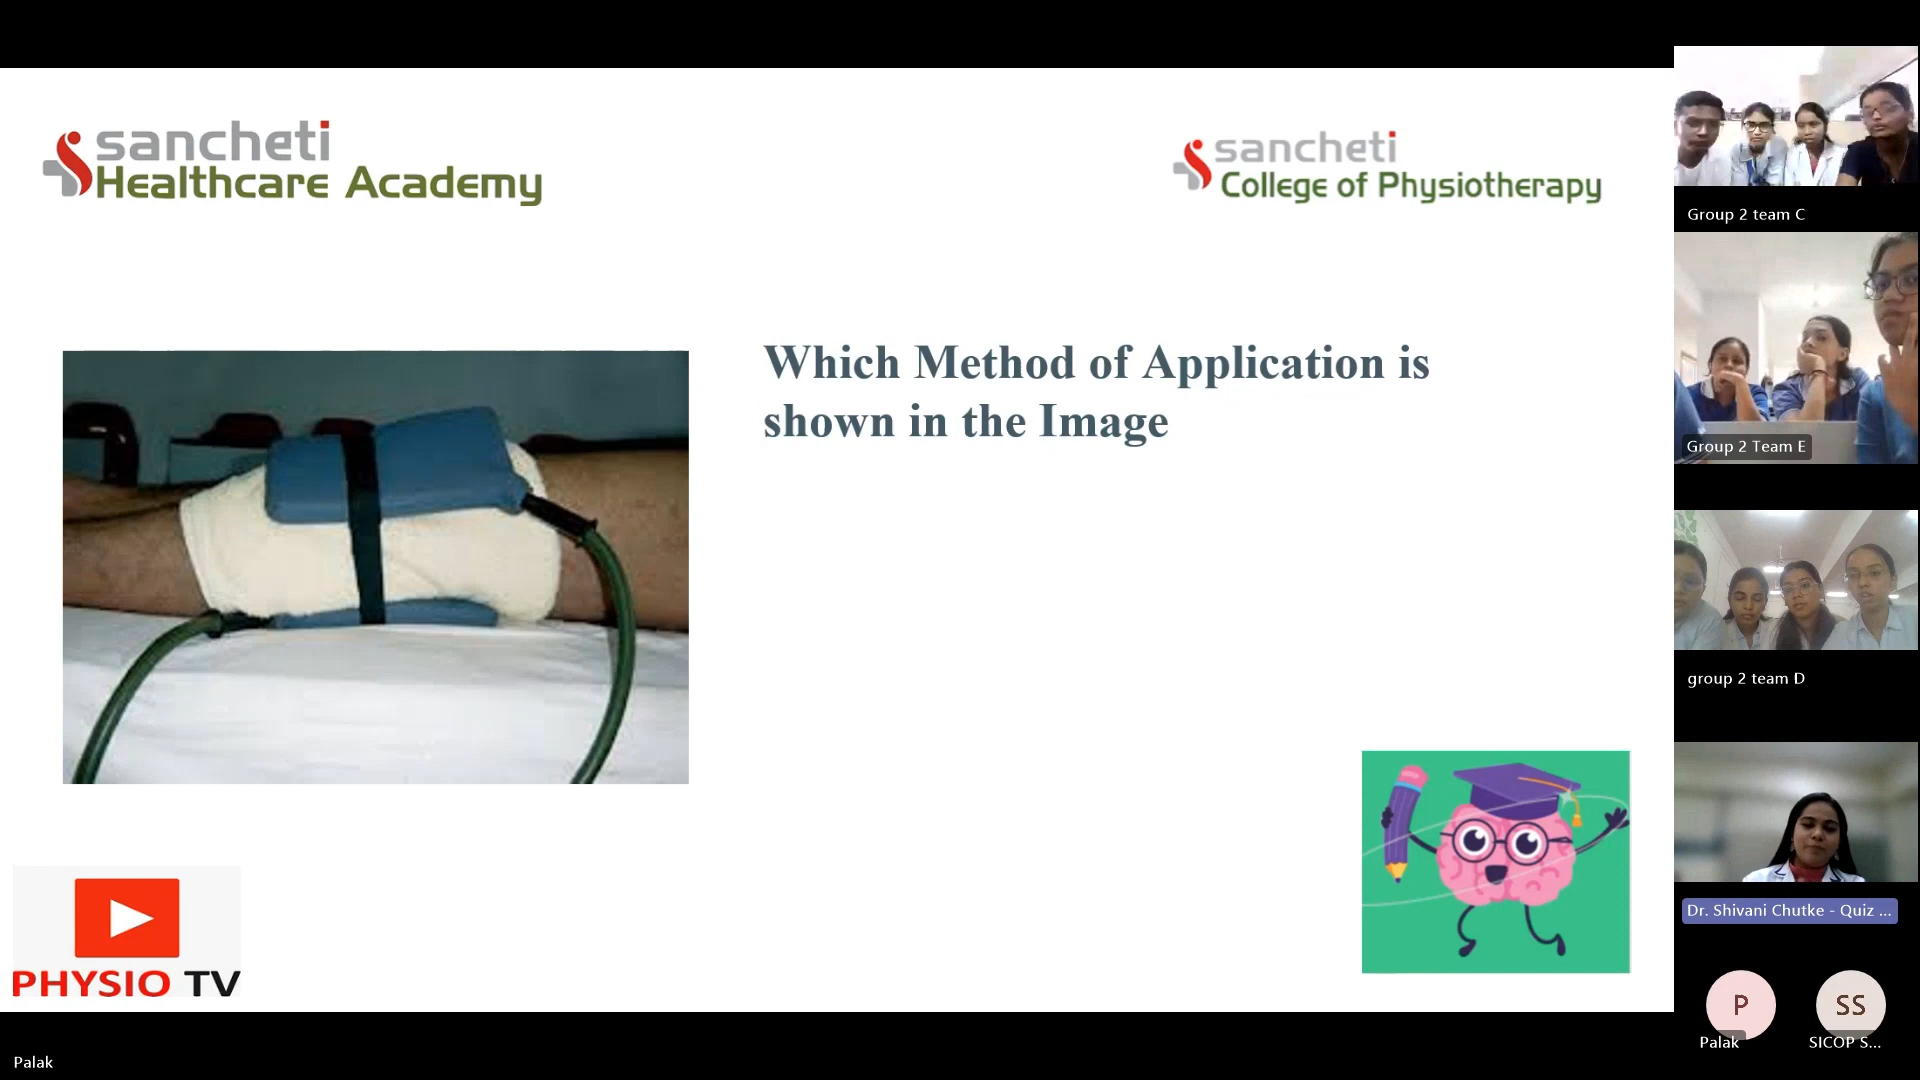 sancheti
Healthcare Academy
sancheti
College of Physiotherapy
Which Method of Application is
shown in the Image
PHYSIO TV
Palak
Group 2 team C
Group 2 Team E
group 2 team D
Dr. Shivani Chutke - Quiz ...
P
SS
Palak
SICOP S...